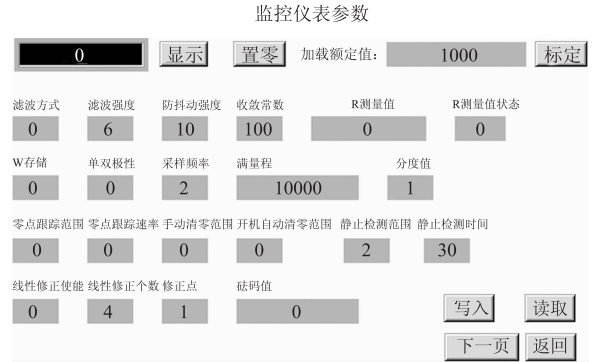 监控仪表参数
0 显示 置零 加载额定值： 1000 标定
滤波方式 滤波强度 防抖动强度 收敛常数 R测量值 R测量值状态
0 6 10 100 0 0
W存储 单双极性 采样频率 满量程 分度值
0 0 2 10000 1
零点跟踪范围 零点跟踪速率 手动清零范围 开机自动清零范围 静止检测范围 静止检测时间
0 0 0 0 2 30
线性修正使能 线性修正个数 修正点 砝码值
0 4 1 0
写入 读取
下一页 返回